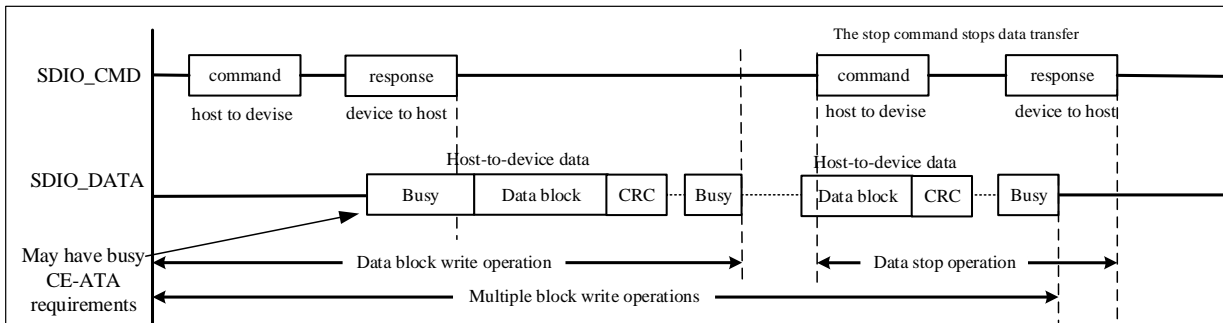 The stop command stops data transfer
SDIO_CMD
command
response
command
response
host to devise
device to host
host to devise
device to host
Host-to-device data
Host-to-device data
SDIO_DATA
Busy
Data block
CRC
Busy
Data block
CRC
Busy
May have busy
CE-ATA
requirements
Data block write operation
Data stop operation
Multiple block write operations